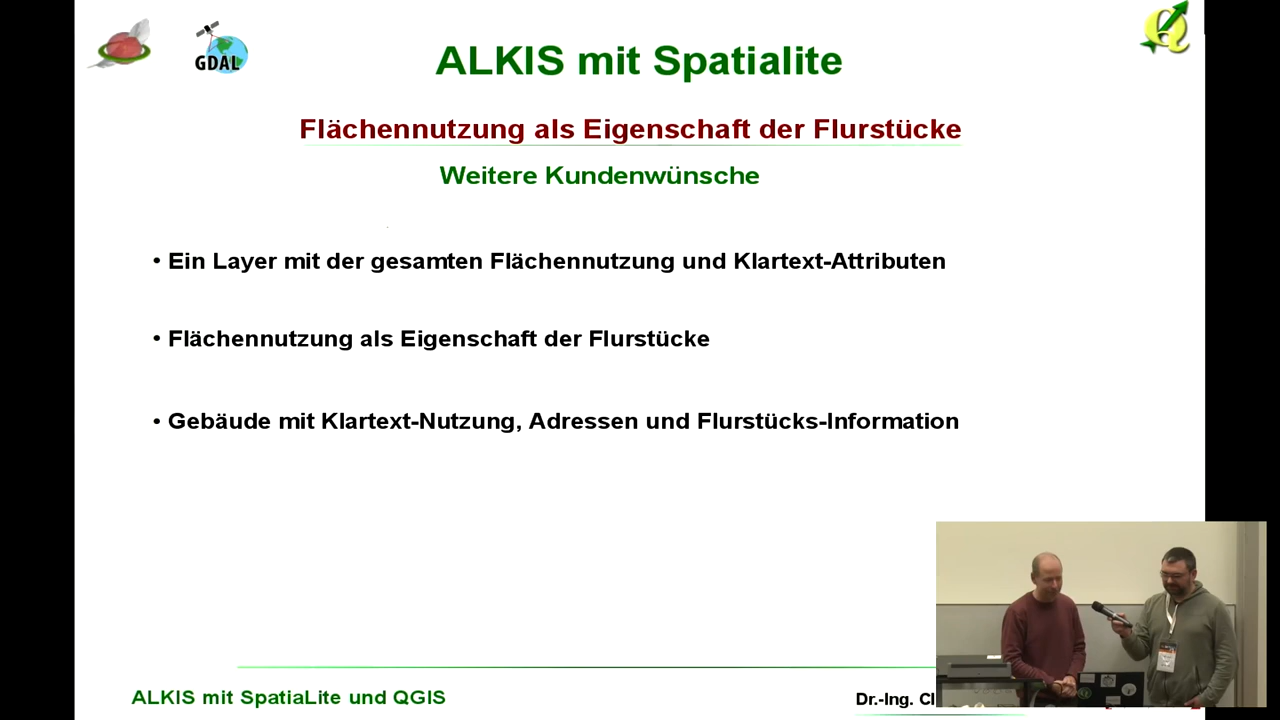 GDAL
ALKIS mit Spatialite
Flächennutzung als Eigenschaft der Flurstücke
Weitere Kundenwünsche
• Ein Layer mit der gesamten Flächennutzung und Klartext-Attributen
• Flächennutzung als Eigenschaft der Flurstücke
• Gebäude mit Klartext-Nutzung, Adressen und Flurstücks-Information
ALKIS mit SpatiaLite und QGIS
Dr.-Ing.